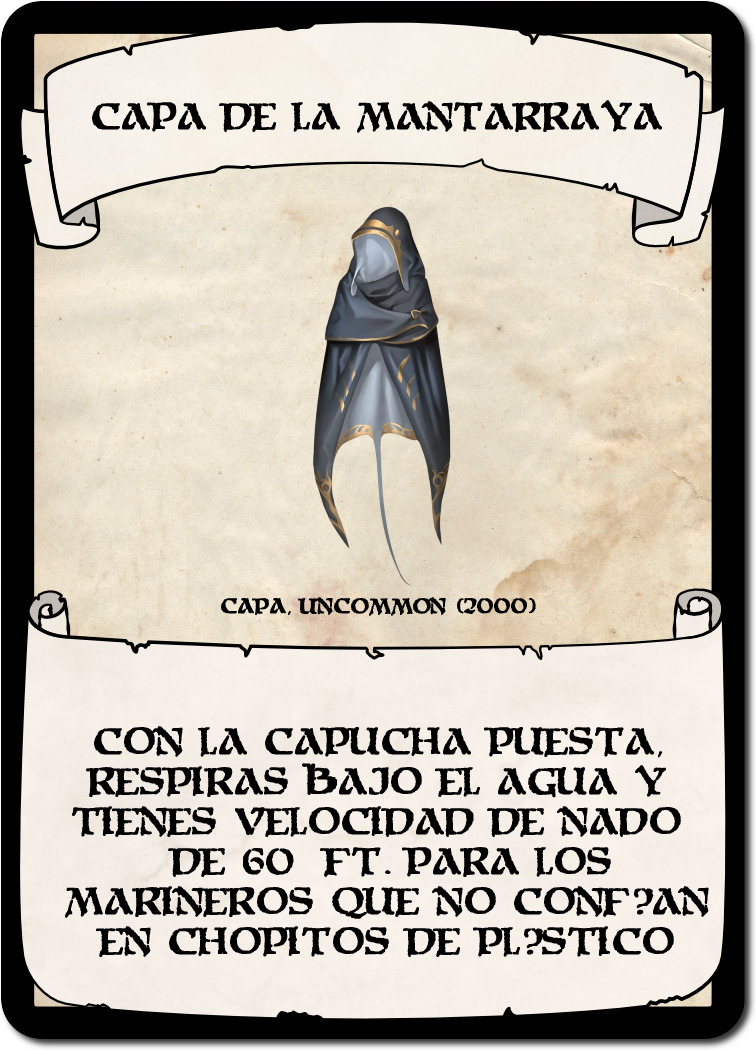 CAPA DE LA MANTARRAYA
CAPA, UNCOMMON (2000)
CON LA CAPUCHA PUESTA,
RESPIRAS BAJO EL AGUA Y
TIENES VELOCIDAD DE NADO
DE 60 FT. PARA LOS
MARINEROS QUE NO CONF?AN
EN CHOPITOS DE PL?STICO